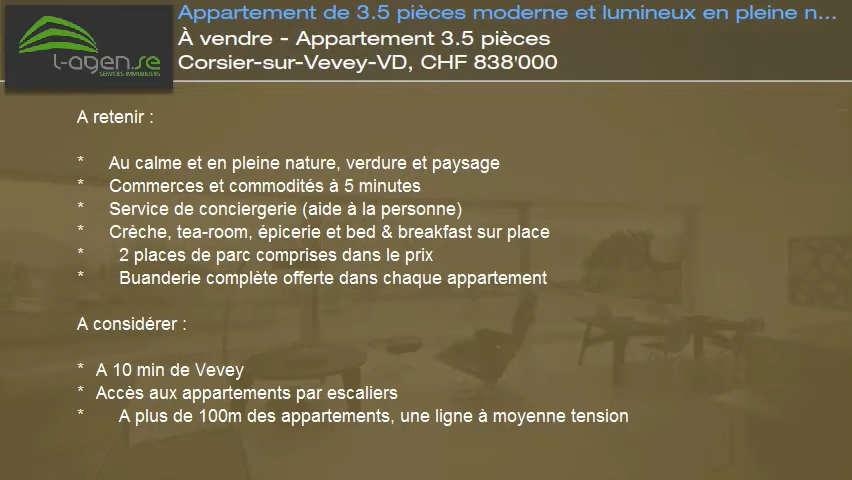 l-agen.se
SERVICES IMMOBILIERS
Appartement de 3.5 pièces moderne et lumineux en pleine n...
À vendre - Appartement 3.5 pièces
Corsier-sur-Vevey-VD, CHF 838'000
A retenir :
* Au calme et en pleine nature, verdure et paysage
* Commerces et commodités à 5 minutes
* Service de conciergerie (aide à la personne)
* Crèche, tea-room, épicerie et bed & breakfast sur place
* 2 places de parc comprises dans le prix
* Buanderie complète offerte dans chaque appartement
A considérer :
* A 10 min de Vevey
* Accès aux appartements par escaliers
* A plus de 100m des appartements, une ligne à moyenne tension